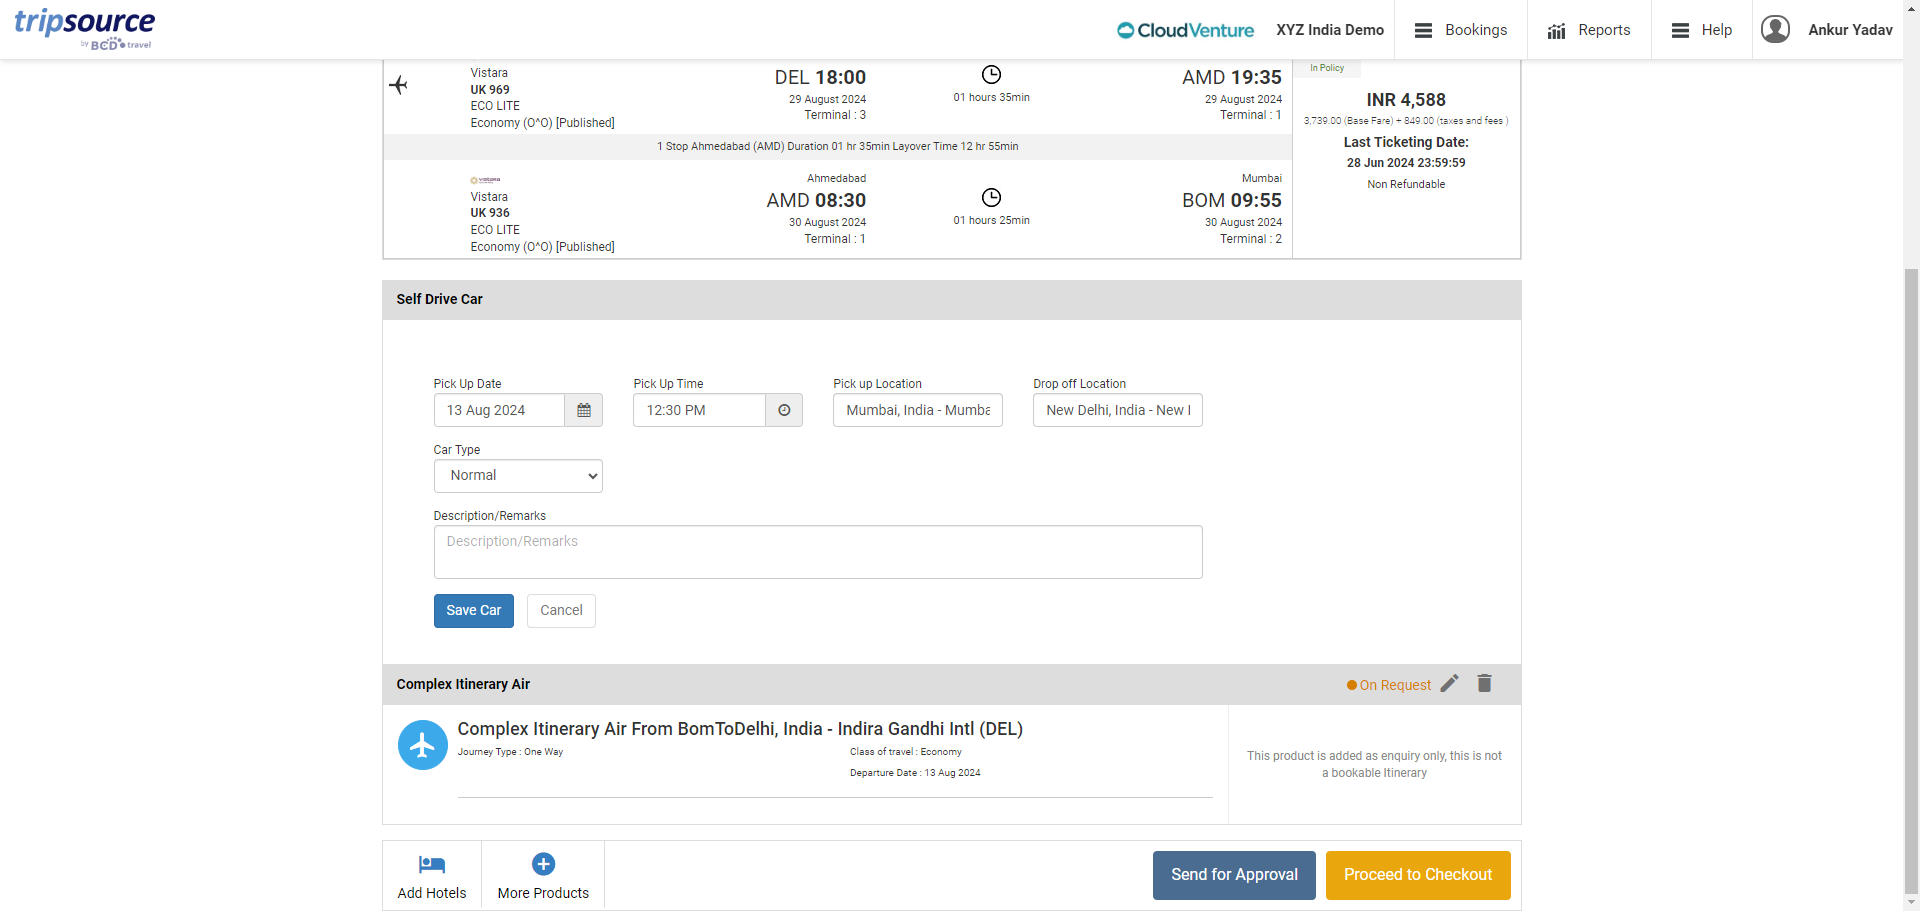 tripsource
by BCD travel
CloudVenture
XYZ India Demo
Bookings
Reports
Help
Ankur Yadav
Vistara
UK 969
ECO LITE
Economy (O^O) [Published]
DEL 18:00
29 August 2024
Terminal : 3
01 hours 35min
AMD 19:35
29 August 2024
Terminal : 1
In Policy
INR 4,588
3,739.00 (Base Fare) + 849.00 (taxes and fees )
Last Ticketing Date:
28 Jun 2024 23:59:59
Non Refundable
1 Stop Ahmedabad (AMD) Duration 01 hr 35min Layover Time 12 hr 55min
vistara
Vistara
UK 936
ECO LITE
Economy (O^O) [Published]
Ahmedabad
AMD 08:30
30 August 2024
Terminal : 1
01 hours 25min
Mumbai
BOM 09:55
30 August 2024
Terminal : 2
Self Drive Car
Pick Up Date
13 Aug 2024
Pick Up Time
12:30 PM
Pick up Location
Mumbai, India - Mumba
Drop off Location
New Delhi, India - New
Car Type
Normal
Description/Remarks
Description/Remarks
Save Car
Cancel
Complex Itinerary Air
On Request
Complex Itinerary Air From BomToDelhi, India - Indira Gandhi Intl (DEL)
Journey Type : One Way
Class of travel : Economy
Departure Date : 13 Aug 2024
This product is added as enquiry only, this is not
a bookable Itinerary
Add Hotels
More Products
Send for Approval
Proceed to Checkout